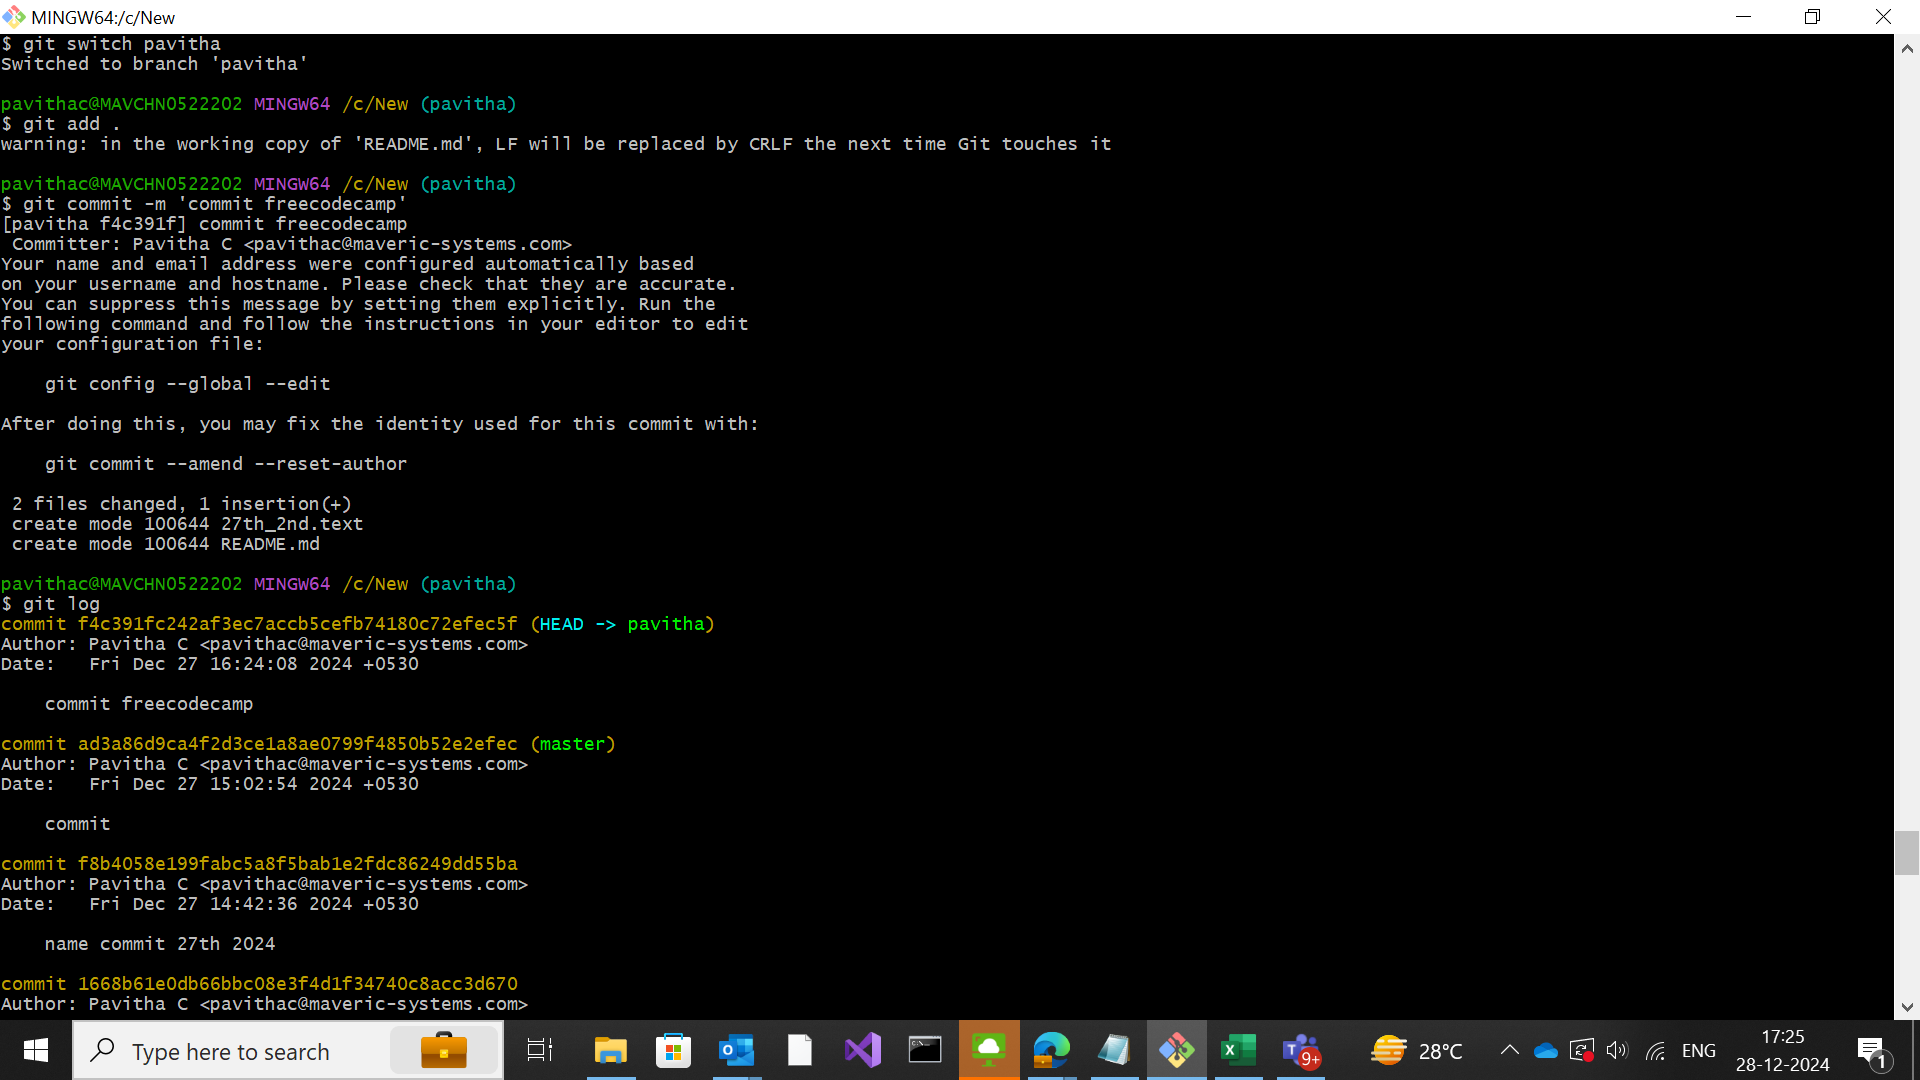 MINGW64:/c/New
$ git switch pavitha
Switched to branch 'pavitha'
pavithac@MAVCHN0522202 MINGW64 /c/New (pavitha)
$ git add .
warning: in the working copy of 'README.md', LF will be replaced by CRLF the next time Git touches it
pavithac@MAVCHN0522202 MINGW64 /c/New (pavitha)
$ git commit -m 'commit freecodecamp'
[pavitha f4c391f] commit freecodecamp
 Committer: Pavitha C <pavithac@maveric-systems.com>
Your name and email address were configured automatically based
on your username and hostname. Please check that they are accurate.
You can suppress this message by setting them explicitly. Run the
following command and follow the instructions in your editor to edit
your configuration file:
    git config --global --edit
After doing this, you may fix the identity used for this commit with:
    git commit --amend --reset-author
 2 files changed, 1 insertion(+)
 create mode 100644 27th_2nd.text
 create mode 100644 README.md
pavithac@MAVCHN0522202 MINGW64 /c/New (pavitha)
$ git log
commit f4c391fc242af3ec7accb5cefb74180c72efec5f (HEAD -> pavitha)
Author: Pavitha C <pavithac@maveric-systems.com>
Date:   Fri Dec 27 16:24:08 2024 +0530
    commit freecodecamp
commit ad3a86d9ca4f2d3ce1a8ae0799f4850b52e2efec (master)
Author: Pavitha C <pavithac@maveric-systems.com>
Date:   Fri Dec 27 15:02:54 2024 +0530
    commit
commit f8b4058e199fabc5a8f5bab1e2fdc86249dd55ba
Author: Pavitha C <pavithac@maveric-systems.com>
Date:   Fri Dec 27 14:42:36 2024 +0530
    name commit 27th 2024
commit 1668b61e0db66bbc08e3f4d1f34740c8acc3d670
Author: Pavitha C <pavithac@maveric-systems.com>
Type here to search
9+
28°C
ENG
17:25
28-12-2024
1